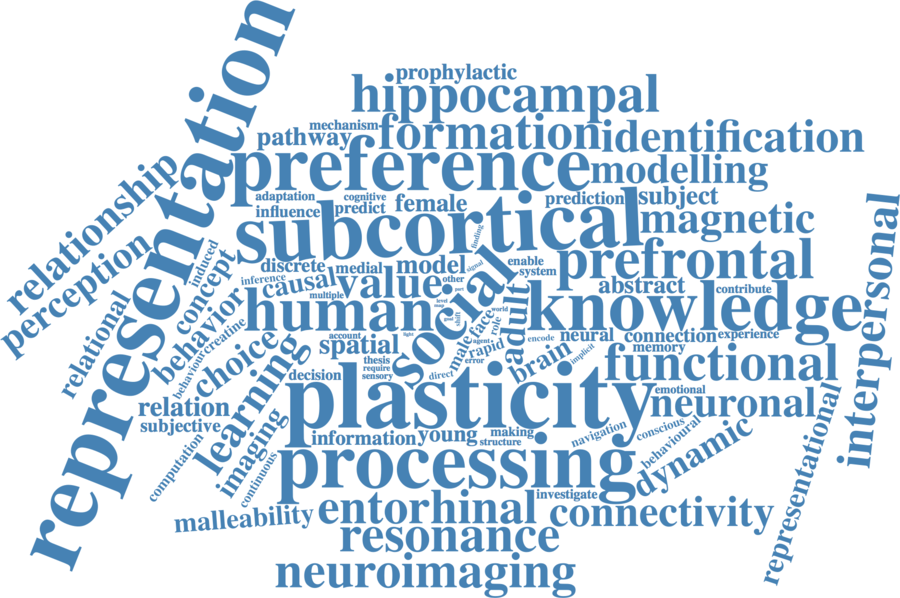 representation
prophylactic
hippocampal
mechanism
formation
identification
pathway
preference
modelling
relationship
adaptation
cognitive
prediction
subject
influence
predict
female
magnetic
subcortical
finding
perception
induced
concept
discrete
medial
model
signal
enable
system
prefrontal
interpersonal
inference
causal
value
other
part
abstract
contribute
multiple
social
adult
knowledge
relational
behavior
human
level
map
shift
face
role
world
behaviour
creatine
choice
account
light
male
agent
rapid
encode
neural
connection
experience
spatial
error
brain
implicit
memory
functional
learning
thesis
require
sensory
direct
decision
plasticity
emotional
neuronal
relation
subjective
imaging
information
young
making
structure
navigation
conscious
behavioural
dynamic
representational
computation
continuous
processing
investigate
malleability
entorhinal
connectivity
resonance
neuroimaging